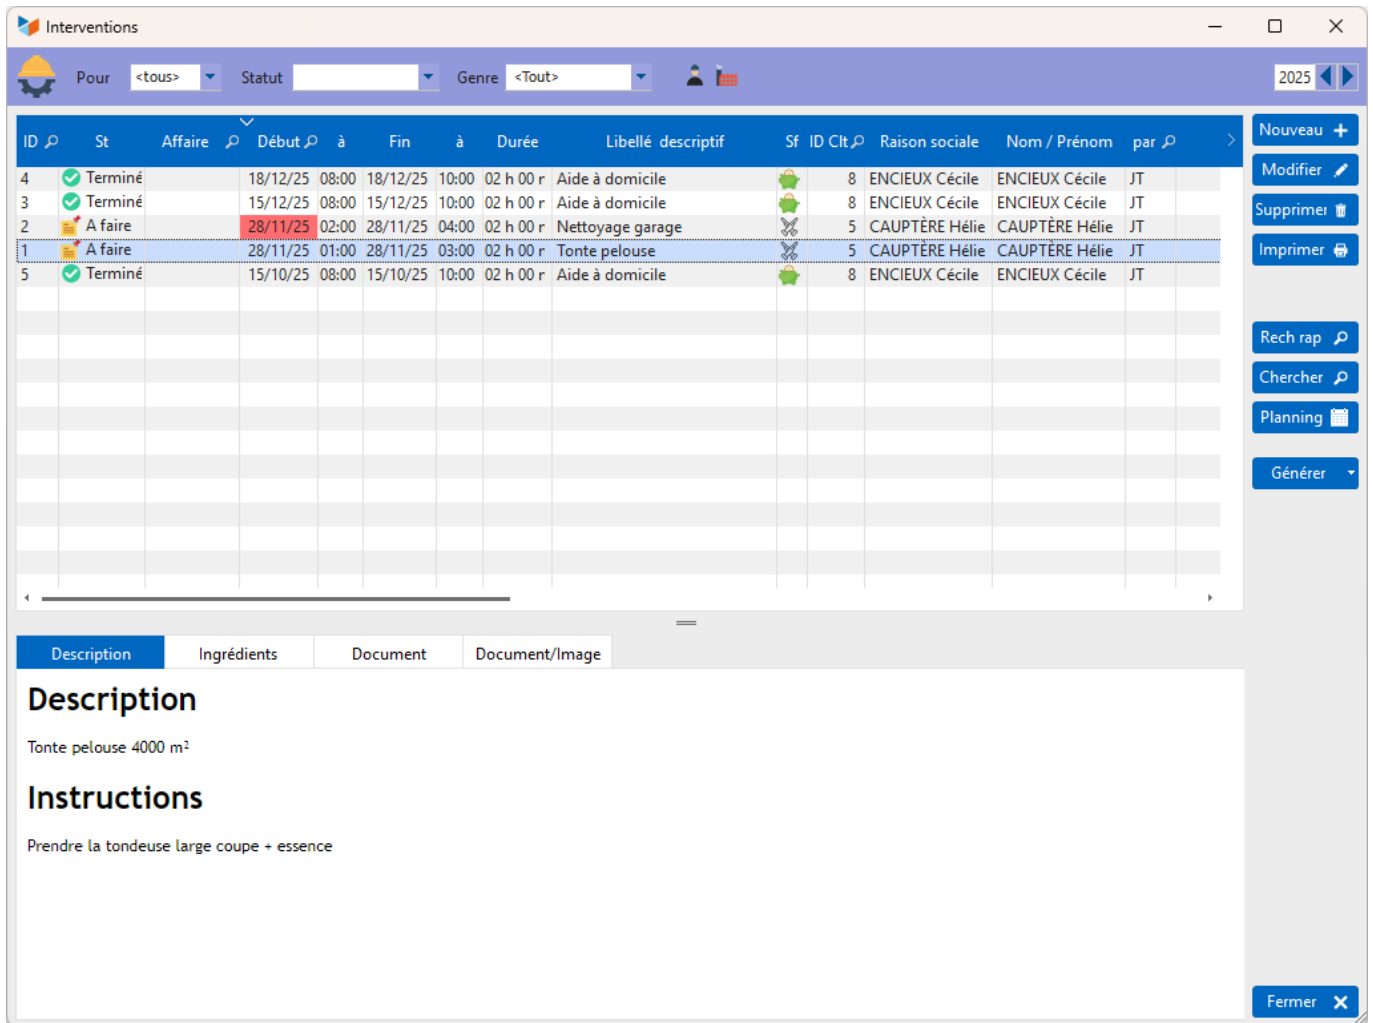 Interventions
Pour <tous> Statut Genre <Tout> 2025
ID St Affaire Début à Fin à Durée Libellé descriptif Sf ID Clt Raison sociale Nom / Prénom par
4 Terminé 18/12/25 08:00 18/12/25 10:00 02 h 00 r Aide à domicile 8 ENCIEUX Cécile ENCIEUX Cécile JT
3 Terminé 15/12/25 08:00 15/12/25 10:00 02 h 00 r Aide à domicile 8 ENCIEUX Cécile ENCIEUX Cécile JT
2 A faire 28/11/25 02:00 28/11/25 04:00 02 h 00 r Nettoyage garage 5 CAUPTÈRE Hélie CAUPTÈRE Hélie JT
1 A faire 28/11/25 01:00 28/11/25 03:00 02 h 00 r Tonte pelouse 5 CAUPTÈRE Hélie CAUPTÈRE Hélie JT
5 Terminé 15/10/25 08:00 15/10/25 10:00 02 h 00 r Aide à domicile 8 ENCIEUX Cécile ENCIEUX Cécile JT
Nouveau
Modifier
Supprimer
Imprimer
Rech rap
Chercher
Planning
Générer
Description Ingrédients Document Document/Image
Description
Tonte pelouse 4000 m²
Instructions
Prendre la tondeuse large coupe + essence
Fermer